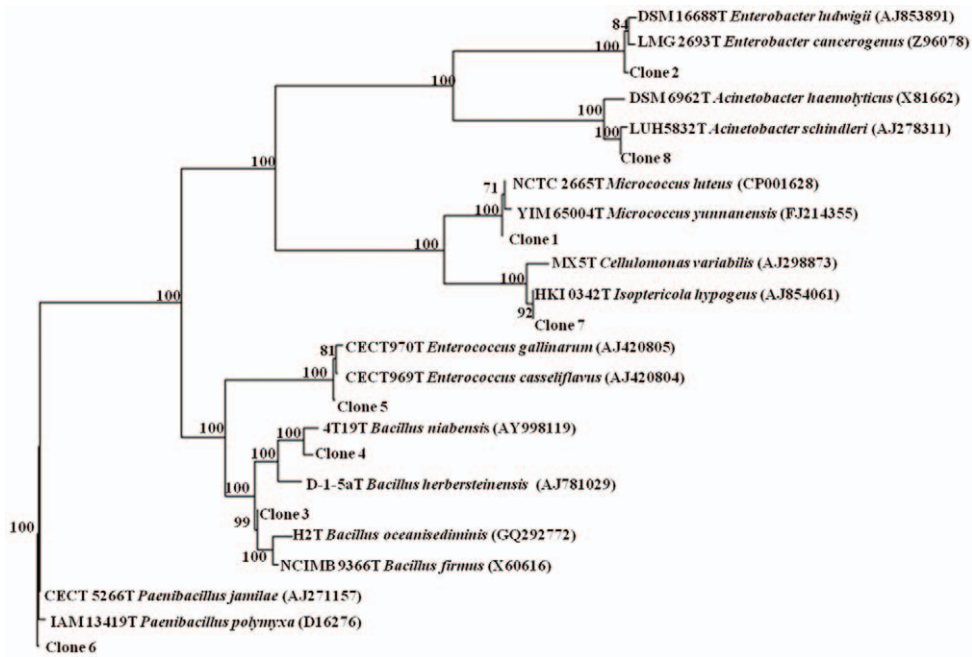 DSM 16688T Enterobacter ludwigii (AJ853891)
84
LMG 2693T Enterobacter cancerogenus (Z96078)
100
Clone 2
100
DSM 6962T Acinetobacter haemolyticus (X81662)
100
LUH5832T Acinetobacter schindleri (AJ278311)
100
Clone 8
100
NCTC 2665T Micrococcus luteus (CP001628)
71
YIM 65004T Micrococcus yunnanensis (FJ214355)
100
Clone 1
100
MX5T Cellulomonas variabilis (AJ298873)
100
HKI 0342T Isoptericola hypogeus (AJ854061)
92
Clone 7
100
CECT970T Enterococcus gallinarum (AJ420805)
81
CECT969T Enterococcus casseliflavus (AJ420804)
100
Clone 5
100
4T19T Bacillus niabensis (AY998119)
100
Clone 4
100
D-1-5aT Bacillus herbersteinensis (AJ781029)
100
Clone 3
99
H2T Bacillus oceanisediminis (GQ292772)
100
NCIMB 9366T Bacillus firmus (X60616)
100
CECT 5266T Paenibacillus jamilae (AJ271157)
IAM 13419T Paenibacillus polymyxa (D16276)
Clone 6